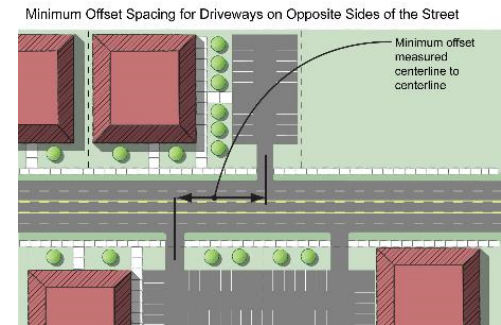 Minimum Offset Spacing for Driveways on Opposite Sides of the Street
Minimum offset
measured
centerline to
centerline